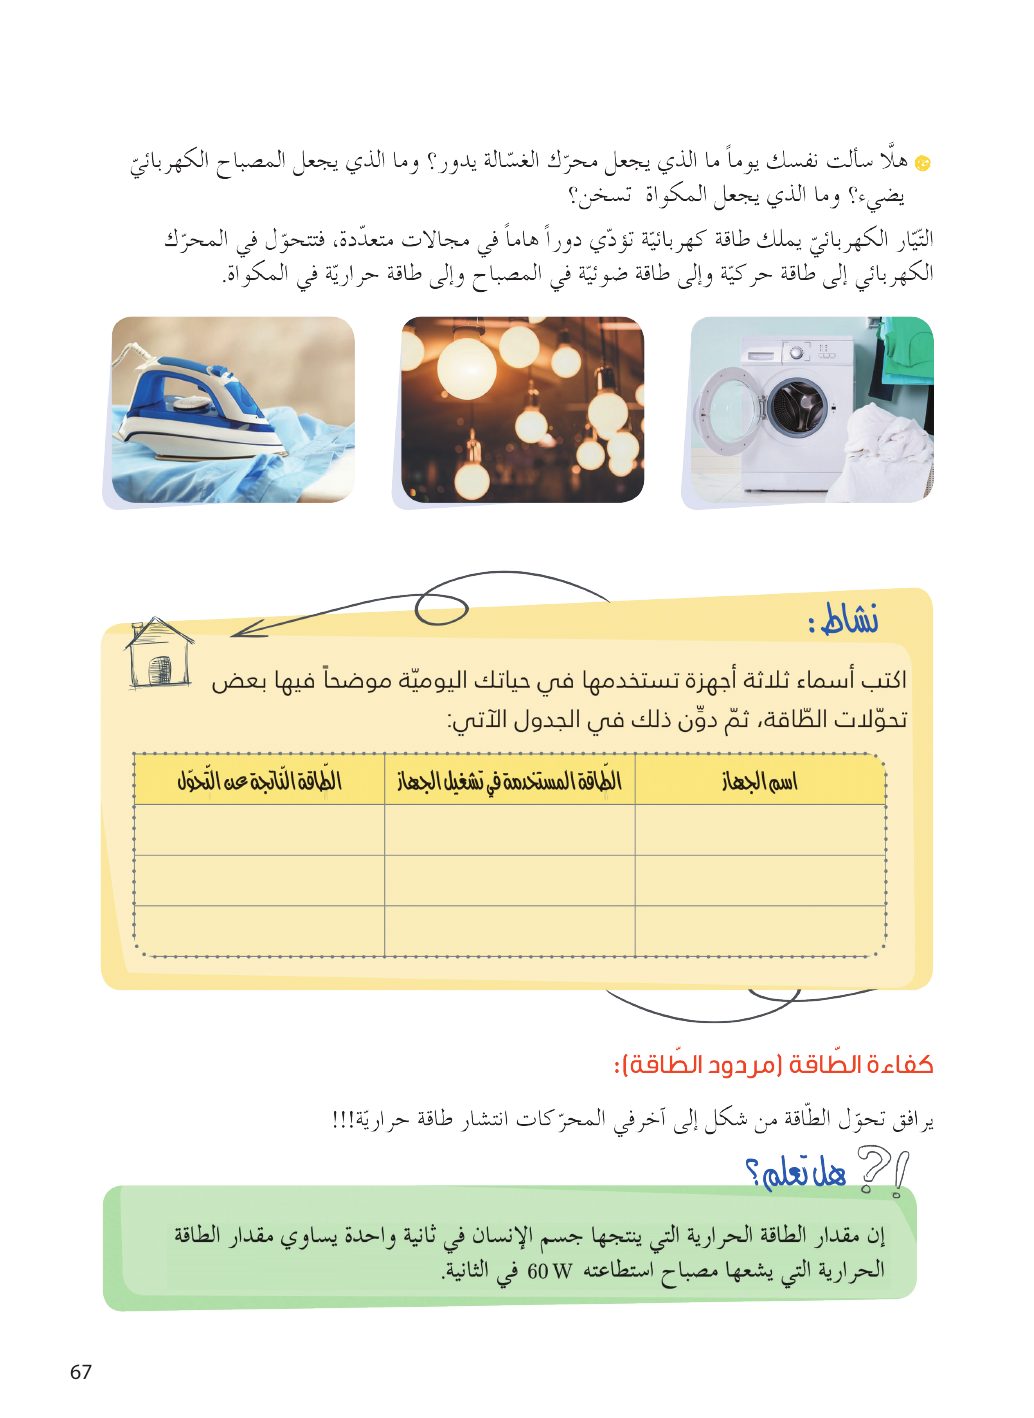 هلَّا سألت نفسك يوماً ما الذي يجعل محرّك الغسّالة يدور؟ وما الذي يجعل المصباح الكهربائيّ
يضيء؟ وما الذي يجعل المكواة تسخن؟
التّيّار الكهربائيّ يملك طاقة كهربائيّة تؤدّي دوراً هاماً في مجالات متعدّدة، فتتحوّل في المحرّك
الكهربائي إلى طاقة حركيّة وإلى طاقة ضوئيّة في المصباح وإلى طاقة حراريّة في المكواة.
نشاط:
اكتب أسماء ثلاثة أجهزة تستخدمها في حياتك اليوميّة موضحاً فيها بعض
تحوّلات الطّاقة، ثمّ دوِّن ذلك في الجدول الآتي:
اسم الجهاز
الطّاقة المستخدمة في تشغيل الجهاز
الطّاقة النّاتجة عن التّحوّل
كفاءة الطّاقة (مردود الطّاقة):
يرافق تحوّل الطّاقة من شكل إلى آخرفي المحرّكات انتشار طاقة حراريّة!!!
هل تعلم؟
!?
إن مقدار الطاقة الحرارية التي ينتجها جسم الإنسان في ثانية واحدة يساوي مقدار الطاقة
الحرارية التي يشعها مصباح استطاعته 60 W في الثانية.
67